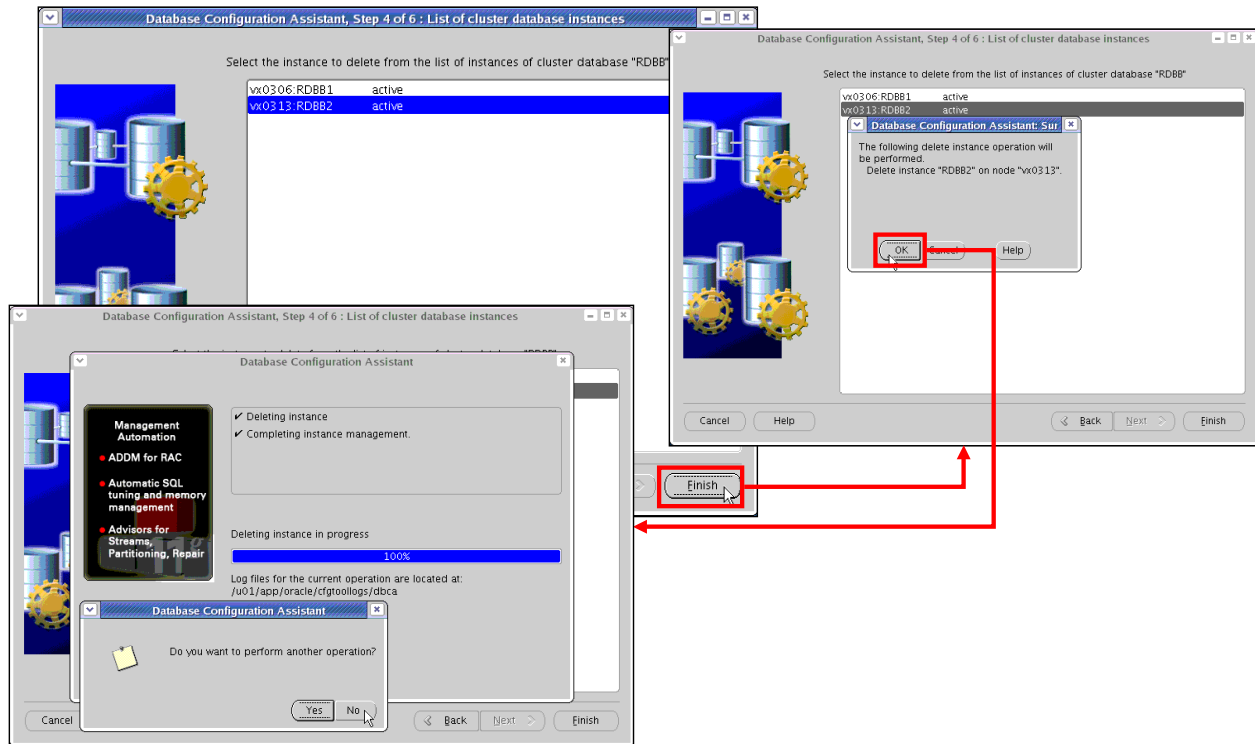 Database Configuration Assistant, Step 4 of 6 : List of cluster database instances
Select the instance to delete from the list of instances of cluster database "RDBB"
vx0306:RDBB1 active
vx0313:RDBB2 active
Finish
Database Configuration Assistant, Step 4 of 6 : List of cluster database instances
Select the instance to delete from the list of instances of cluster database "RDBB"
vx0306:RDBB1 active
vx0313:RDBB2 active
Database Configuration Assistant: Sur
The following delete instance operation will
be performed.
Delete instance "RDBB2" on node "vx0313".
OK Cancel Help
Cancel Help Back Next Finish
Database Configuration Assistant, Step 4 of 6 : List of cluster database instances
Database Configuration Assistant
Management
Automation
ADDM for RAC
Automatic SQL
tuning and memory
management
Advisors for
Streams,
Partitioning, Repair
✔ Deleting instance
✔ Completing instance management.
Deleting instance in progress
100%
Log files for the current operation are located at:
/u01/app/oracle/cfgtoollogs/dbca
Database Configuration Assistant
Do you want to perform another operation?
Yes No
Cancel Back Next Finish